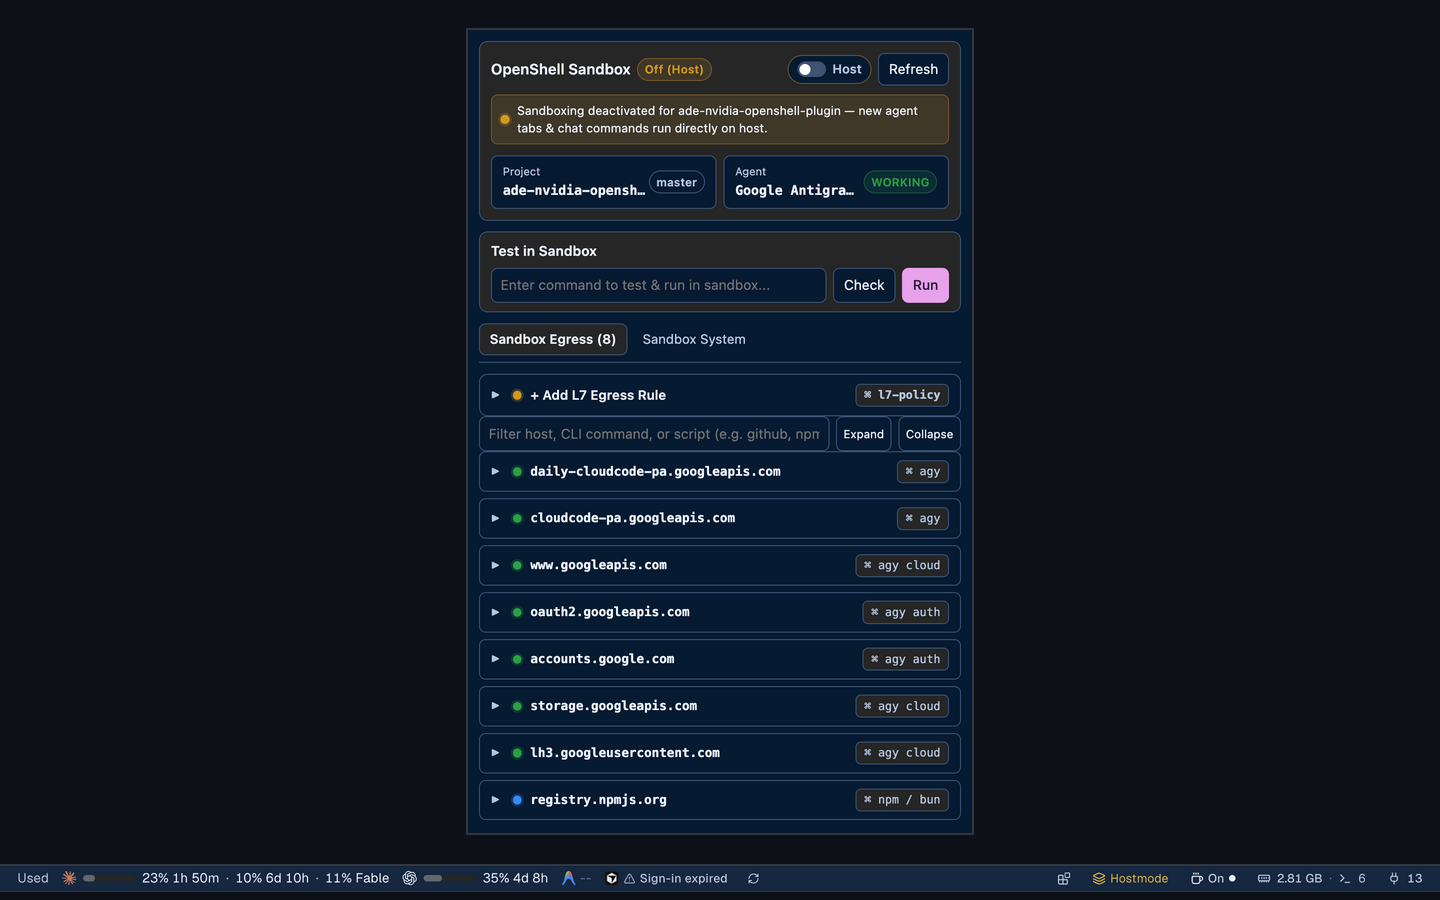 OpenShell Sandbox Off (Host) Host Refresh
Sandboxing deactivated for ade-nvidia-openshell-plugin — new agent
tabs & chat commands run directly on host.
Project
ade-nvidia-opensh… master
Agent
Google Antigra… WORKING
Test in Sandbox
Enter command to test & run in sandbox... Check Run
Sandbox Egress (8) Sandbox System
▶ + Add L7 Egress Rule ⌘ l7-policy
Filter host, CLI command, or script (e.g. github, npm Expand Collapse
▶ daily-cloudcode-pa.googleapis.com ⌘ agy
▶ cloudcode-pa.googleapis.com ⌘ agy
▶ www.googleapis.com ⌘ agy cloud
▶ oauth2.googleapis.com ⌘ agy auth
▶ accounts.google.com ⌘ agy auth
▶ storage.googleapis.com ⌘ agy cloud
▶ lh3.googleusercontent.com ⌘ agy cloud
▶ registry.npmjs.org ⌘ npm / bun
Used 23% 1h 50m · 10% 6d 10h · 11% Fable 35% 4d 8h -- Sign-in expired Hostmode On 2.81 GB · 6 13